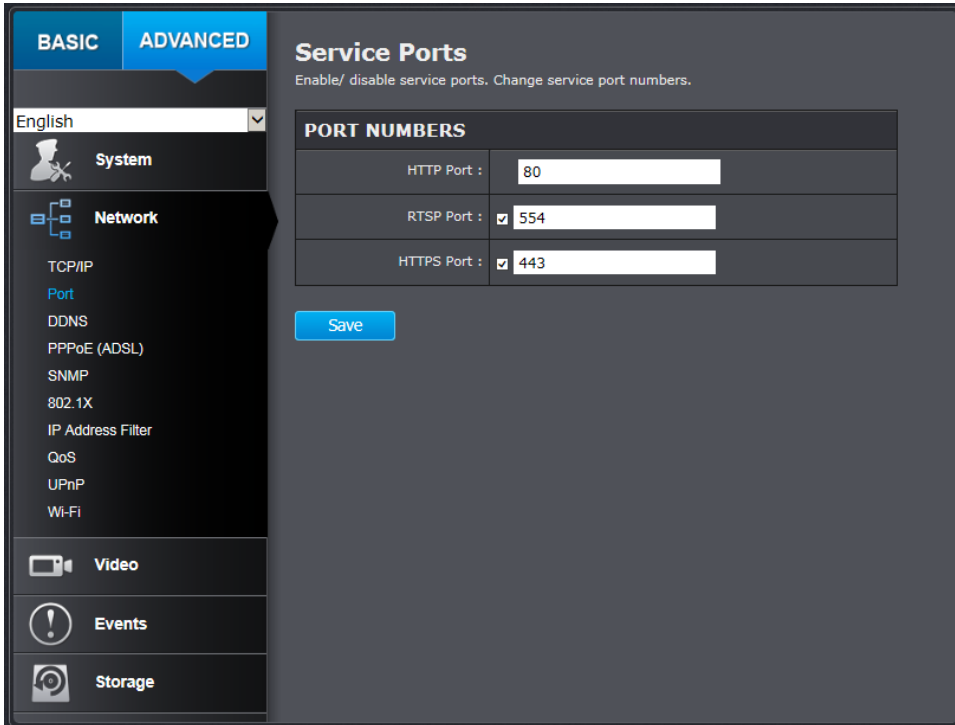 BASIC
ADVANCED
English
System
Network
TCP/IP
Port
DDNS
PPPoE (ADSL)
SNMP
802.1X
IP Address Filter
QoS
UPnP
Wi-Fi
Video
Events
Storage
Service Ports
Enable/ disable service ports. Change service port numbers.
PORT NUMBERS
HTTP Port : 80
RTSP Port : 554
HTTPS Port : 443
Save